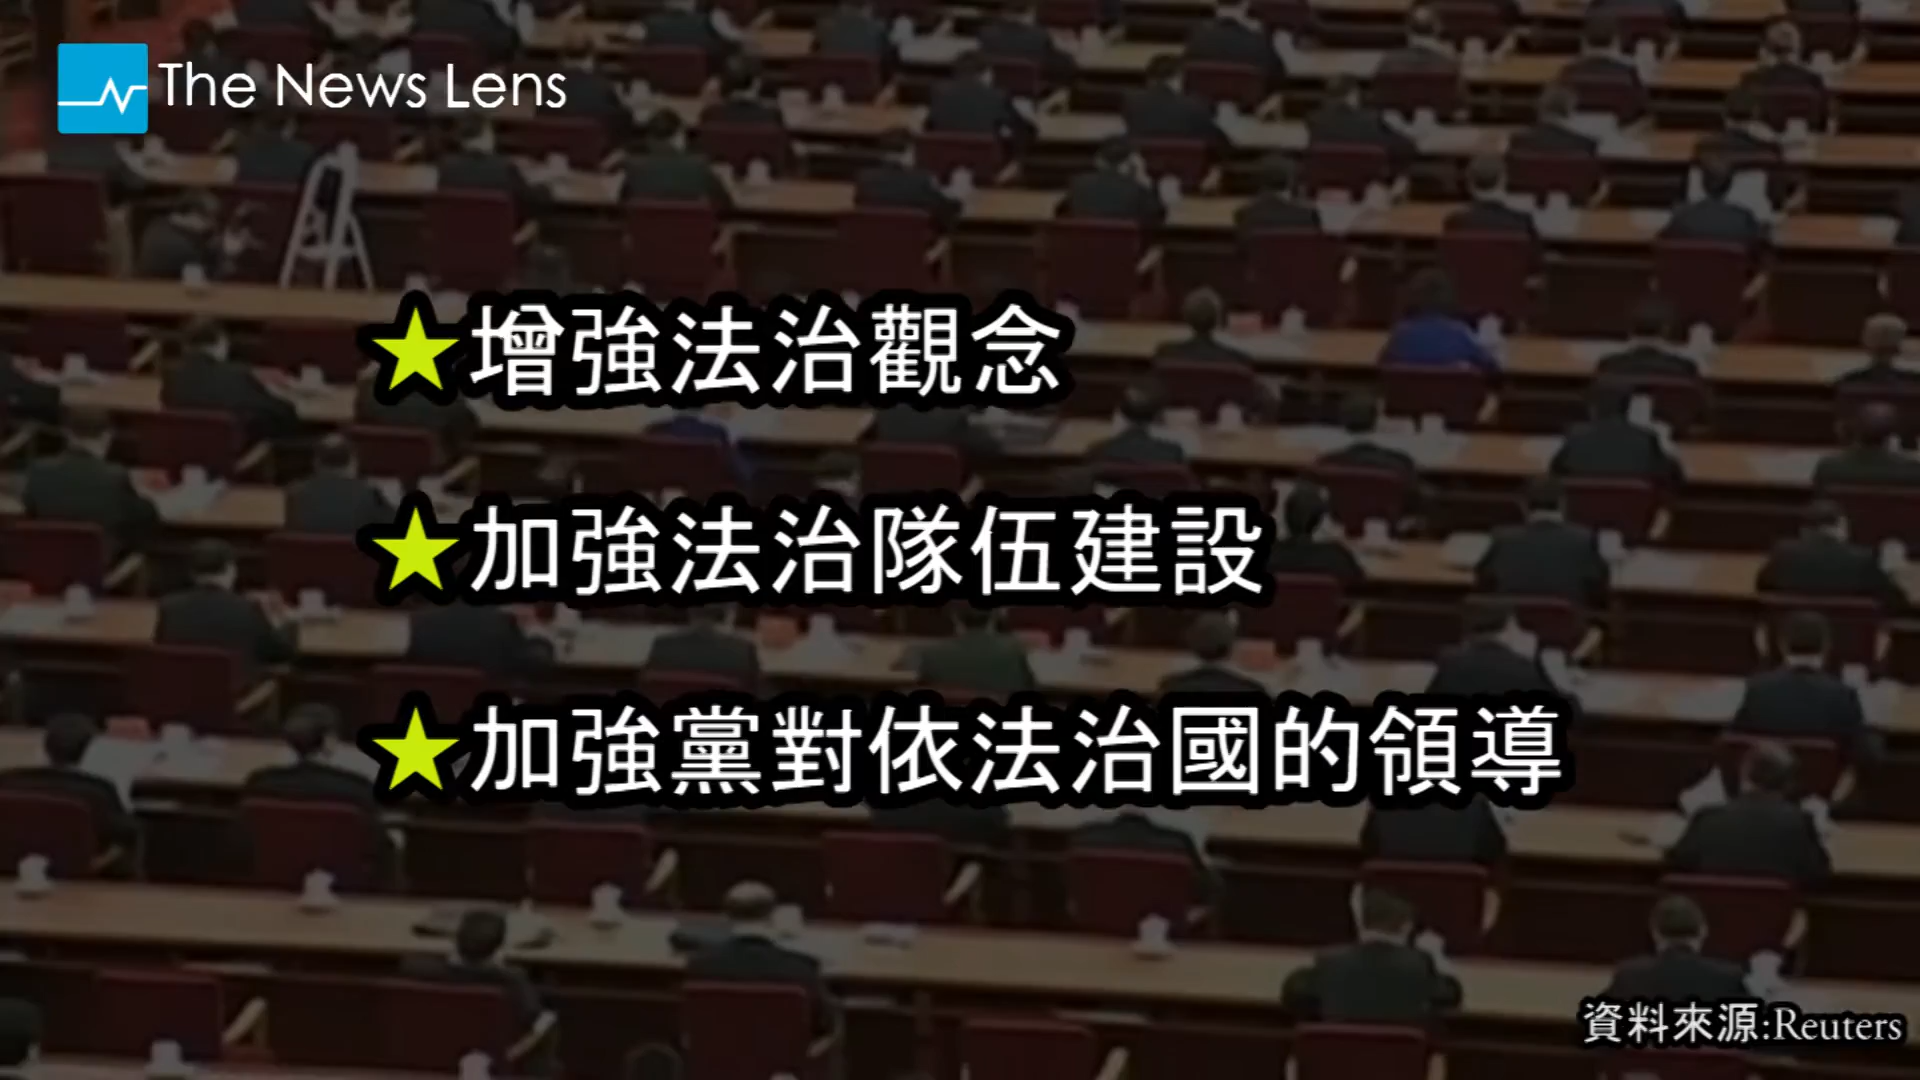 The News Lens
★增強法治觀念
★加強法治隊伍建設
★加強黨對依法治國的領導
資料來源:Reuters